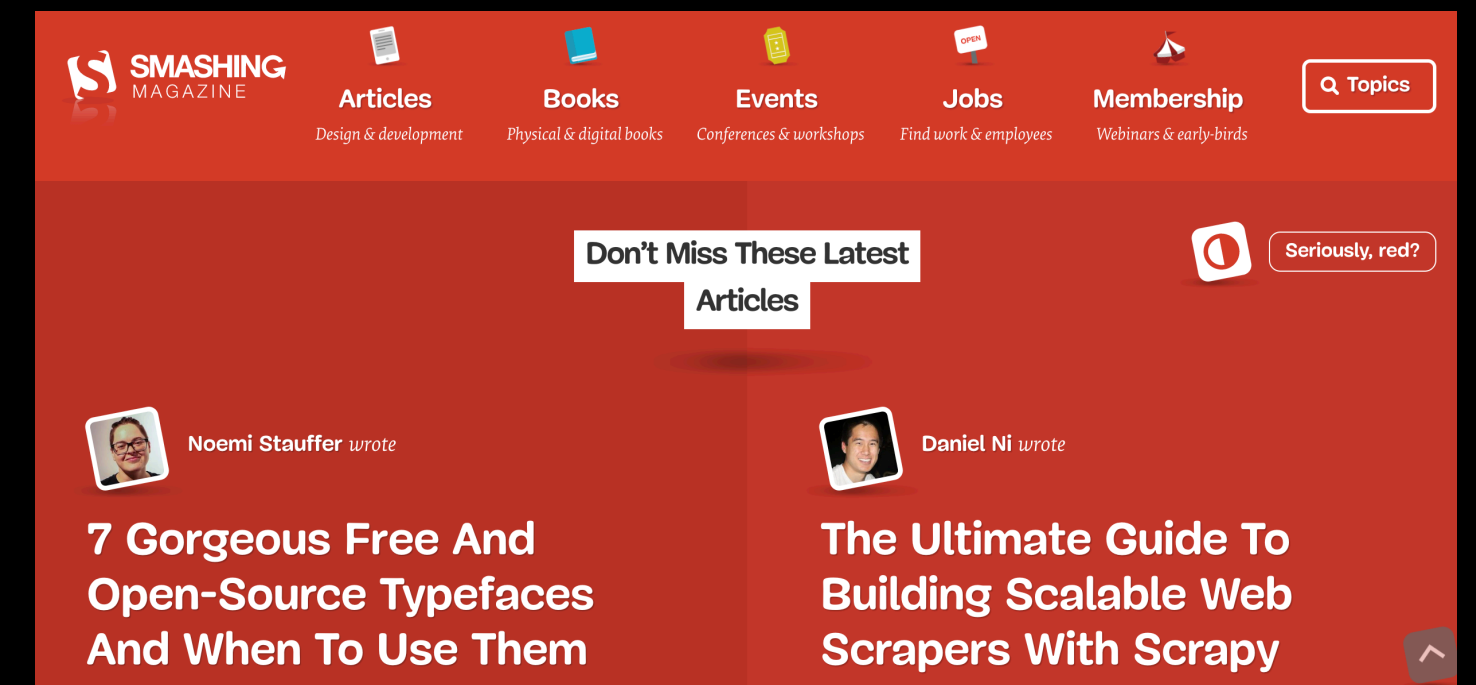 SMASHING
MAGAZINE
Articles
Design & development
Books
Physical & digital books
Events
Conferences & workshops
OPEN
Jobs
Find work & employees
Membership
Webinars & early-birds
Topics
Don’t Miss These Latest
Articles
Seriously, red?
Noemi Stauffer wrote
7 Gorgeous Free And
Open-Source Typefaces
And When To Use Them
Daniel Ni wrote
The Ultimate Guide To
Building Scalable Web
Scrapers With Scrapy